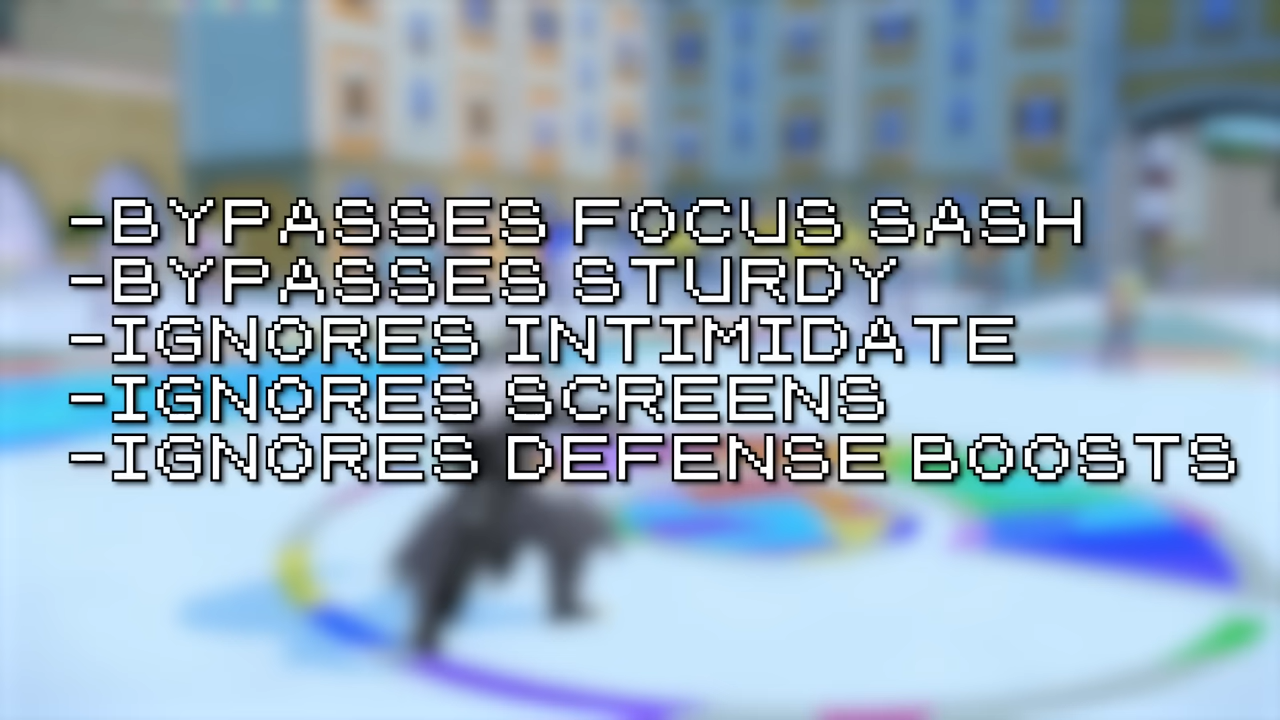 -BYPASSES FOCUS SASH
-BYPASSES STURDY
-IGNORES INTIMIDATE
-IGNORES SCREENS
-IGNORES DEFENSE BOOSTS